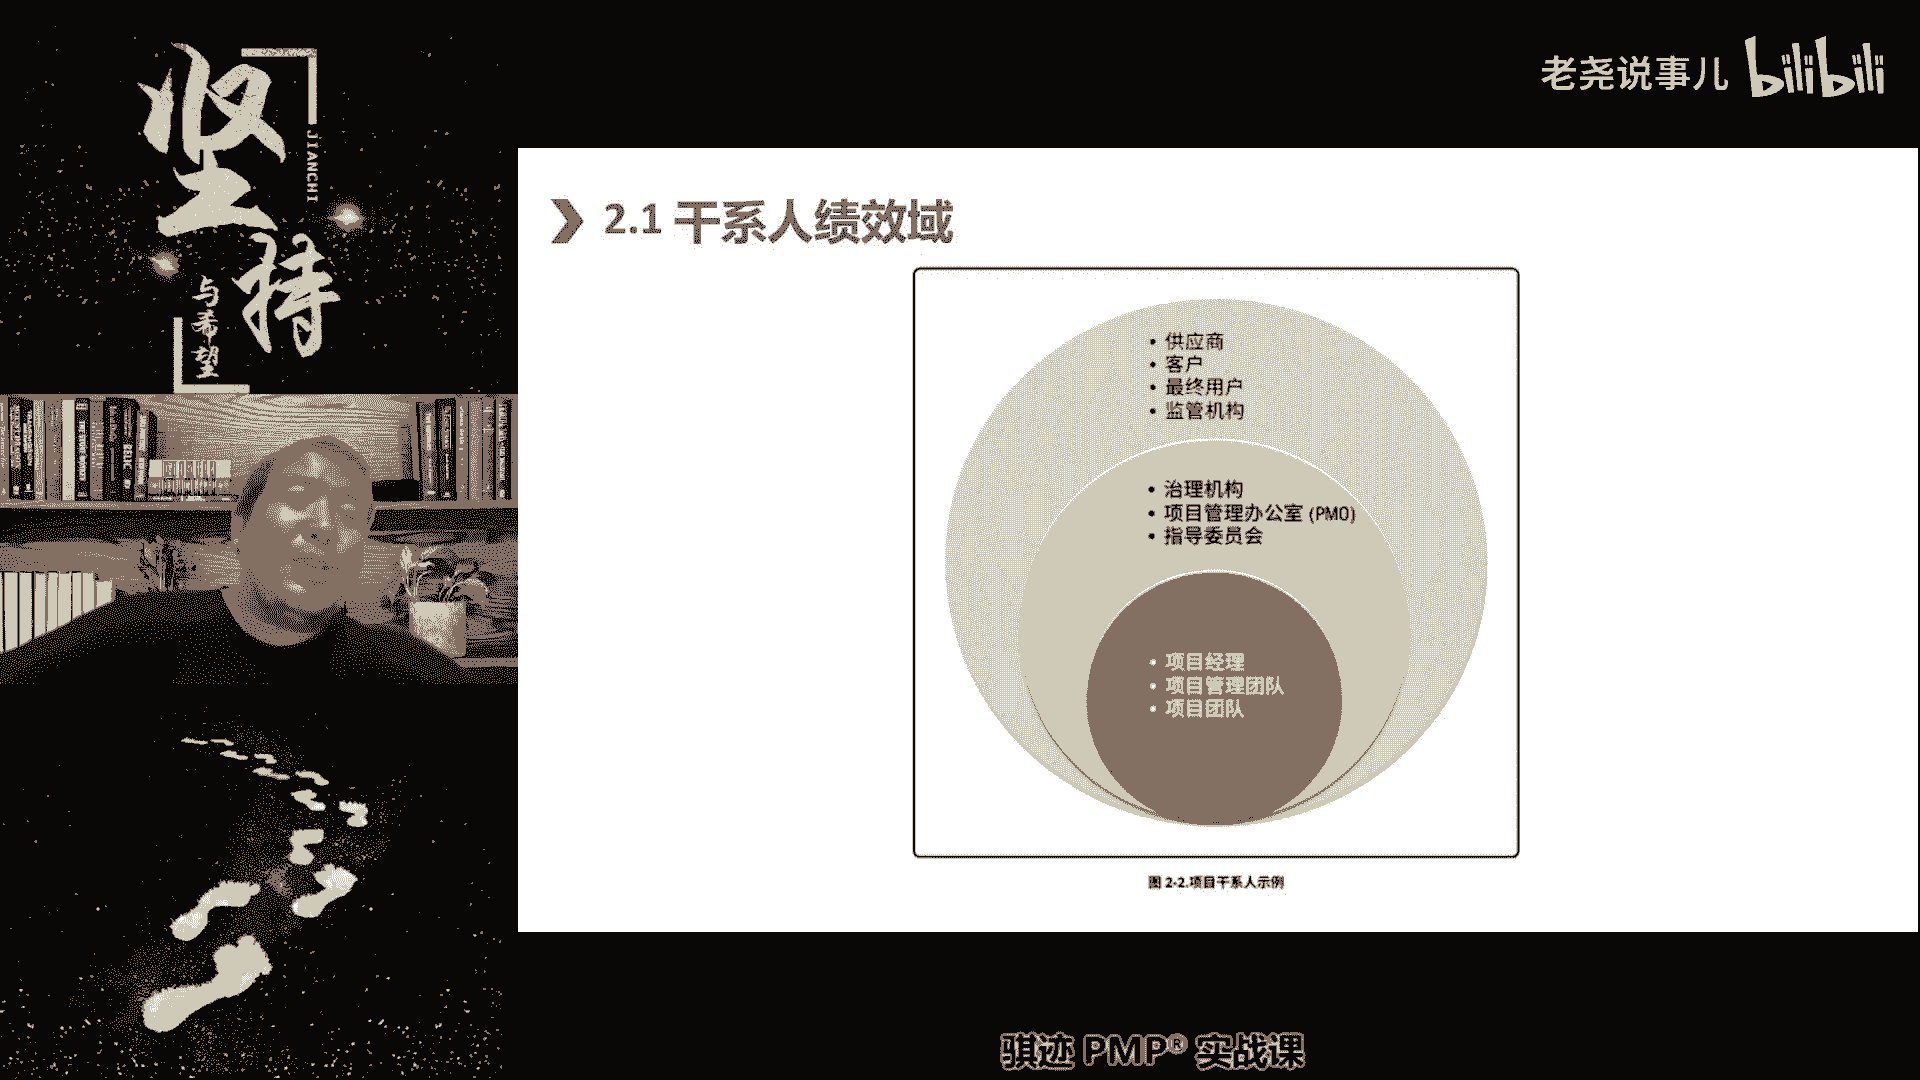 坚持
JIANCHI
与希望
老尧说事儿 bilibili
2.1 干系人绩效域
• 供应商
• 客户
• 最终用户
• 监管机构
• 治理机构
• 项目管理办公室 (PMO)
• 指导委员会
• 项目经理
• 项目管理团队
• 项目团队
图 2-2.项目干系人示例
骐迹 PMP® 实战课